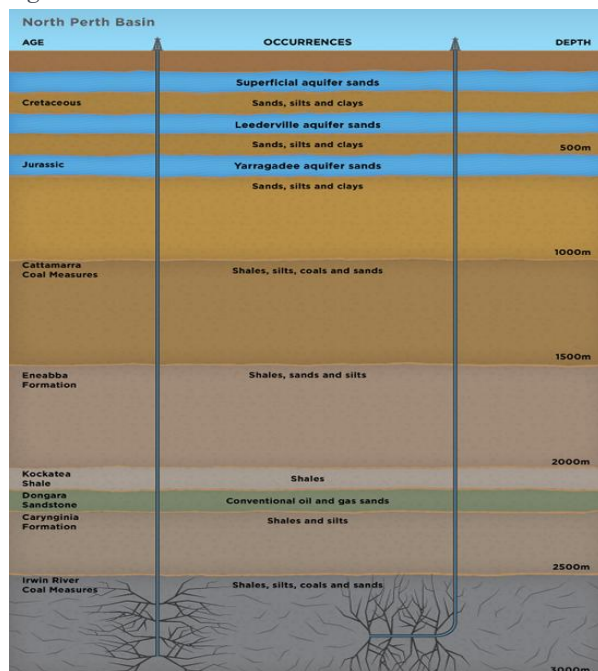 North Perth Basin
AGE OCCURRENCES DEPTH
Superficial aquifer sands
Cretaceous Sands, silts and clays
Leederville aquifer sands
Sands, silts and clays 500m
Jurassic Yarragadee aquifer sands
Sands, silts and clays
1000m
Cattamarra
Coal Measures
Shales, silts, coals and sands
1500m
Eneabba
Formation
Shales, sands and silts
2000m
Kockatea
Shale
Shales
Dongara
Sandstone
Conventional oil and gas sands
Carynginia
Formation
Shales and silts
2500m
Irwin River
Coal Measures
Shales, silts, coals and sands
3000m